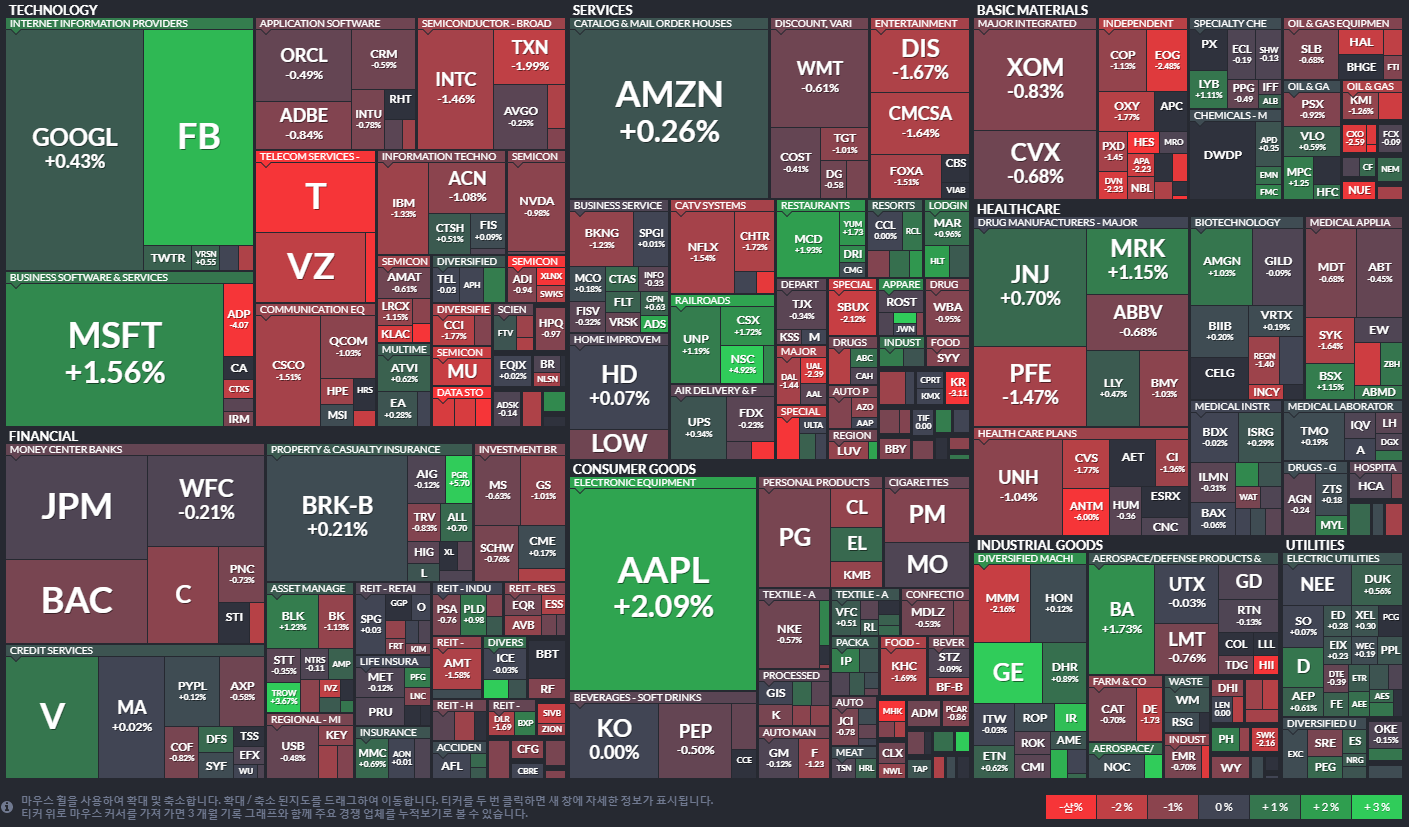 TECHNOLOGY
INTERNET INFORMATION PROVIDERS
GOOGL
+0.43%
FB
TWTR
VRSN
+0.55
APPLICATION SOFTWARE
ORCL
-0.49%
CRM
-0.59%
ADBE
-0.84%
INTU
-0.78%
RHT
SEMICONDUCTOR - BROAD
INTC
-1.46%
TXN
-1.99%
AVGO
-0.25%
TELECOM SERVICES -
T
VZ
INFORMATION TECHNO
IBM
-1.33%
ACN
-1.08%
CTSH
+0.51%
FIS
+0.09%
SEMICON
NVDA
-0.98%
BUSINESS SOFTWARE & SERVICES
MSFT
+1.56%
ADP
-4.07
CA
CTXS
IRM
COMMUNICATION EQ
CSCO
-1.51%
QCOM
-1.03%
HPE
HRS
MSI
SEMICON
AMAT
-0.61%
LRCX
-1.15%
KLAC
DIVERSIFIED
TEL
-0.03
APH
SEMICON
ADI
-0.94
XLNX
SWKS
DIVERSIFIE
CCI
-1.77%
SCIEN
FTV
HPQ
-0.97
MULTIME
ATVI
+0.62%
EA
+0.28%
SEMICON
MU
DATA STO
EQIX
+0.02%
BR
NLSN
ADSK
-0.14
SERVICES
CATALOG & MAIL ORDER HOUSES
AMZN
+0.26%
DISCOUNT, VARI
WMT
-0.61%
COST
-0.41%
TGT
-1.01%
DG
-0.58
ENTERTAINMENT
DIS
-1.67%
CMCSA
-1.64%
FOXA
-1.51%
CBS
VIAB
BUSINESS SERVICE
BKNG
-1.23%
SPGI
+0.01%
MCO
+0.18%
CTAS
INFO
-0.33
FLT
GPN
+0.63
FISV
-0.32%
VRSK
ADS
CATV SYSTEMS
NFLX
-1.54%
CHTR
-1.72%
RESTAURANTS
MCD
+1.93%
YUM
+1.73
DRI
CMG
RESORTS
CCL
0.00%
RCL
LODGIN
MAR
+0.96%
HLT
RAILROADS
UNP
+1.19%
CSX
+1.72%
NSC
+4.92%
DEPART
TJX
-0.34%
KSS
M
SPECIAL
SBUX
-2.12%
APPARE
ROST
JWN
DRUG
WBA
-0.95%
HOME IMPROVEM
HD
+0.07%
LOW
MAJOR
DAL
-1.44
UAL
-2.39
AAL
DRUGS
ABC
CAH
INDUST
FOOD
SYY
AIR DELIVERY & F
UPS
+0.34%
FDX
-0.23%
SPECIAL
ULTA
AUTO P
AZO
AAP
REGION
LUV
CPRT
KMX
KR
-3.11
TIF
0.00
BBY
BASIC MATERIALS
MAJOR INTEGRATED
XOM
-0.83%
CVX
-0.68%
INDEPENDENT
COP
-1.13%
EOG
-2.48%
OXY
-1.77%
APC
PXD
-1.45
HES
MRO
DVN
-2.33
APA
-2.23
NBL
SPECIALTY CHE
PX
ECL
-0.19
SHW
-0.13
LYB
+1.11%
PPG
-0.49
IFF
ALB
CHEMICALS - M
DWDP
APD
+0.35
EMN
FMC
OIL & GAS EQUIPMEN
SLB
-0.68%
HAL
BHGE
FTI
OIL & GA
PSX
-0.92%
VLO
+0.59%
MPC
+1.25
HFC
OIL & GAS
KMI
-1.26%
CXO
-2.59
FCX
-0.09
CF
NEM
NUE
HEALTHCARE
DRUG MANUFACTURERS - MAJOR
JNJ
+0.70%
MRK
+1.15%
ABBV
-0.68%
PFE
-1.47%
LLY
+0.47%
BMY
-1.03%
BIOTECHNOLOGY
AMGN
+1.03%
GILD
-0.09%
BIIB
+0.20%
VRTX
+0.19%
CELG
REGN
-1.40
INCY
MEDICAL APPLIA
MDT
-0.68%
ABT
-0.45%
SYK
-1.64%
EW
BSX
+1.15%
ZBH
ABMD
HEALTH CARE PLANS
UNH
-1.04%
CVS
-1.77%
AET
CI
-1.36%
ANTM
-6.00%
HUM
-0.36
ESRX
CNC
MEDICAL INSTR
BDX
-0.02%
ISRG
+0.29%
ILMN
-0.31%
WAT
BAX
-0.06%
MEDICAL LABORATOR
TMO
+0.19%
IQV
LH
A
DGX
DRUGS - G
AGN
-0.24
ZTS
+0.18
MYL
HOSPITA
HCA
FINANCIAL
MONEY CENTER BANKS
JPM
WFC
-0.21%
BAC
C
PNC
-0.73%
STI
PROPERTY & CASUALTY INSURANCE
BRK-B
+0.21%
AIG
-0.12%
PGR
+5.70
TRV
-0.83%
ALL
+0.70
HIG
XL
L
INVESTMENT BR
MS
-0.63%
GS
-1.01%
SCHW
-0.76%
CME
+0.17%
CREDIT SERVICES
V
MA
+0.02%
PYPL
+0.12%
AXP
-0.58%
COF
-0.82%
DFS
SYF
TSS
EFX
WU
ASSET MANAGE
BLK
+1.23%
BK
-1.13%
STT
-0.35%
NTRS
-0.11
AMP
TROW
+3.67%
IVZ
REGIONAL - MI
USB
-0.48%
KEY
REIT - RETAI
SPG
+0.03
GGP
O
FRT
KIM
LIFE INSURA
MET
-0.12%
PFG
LNC
PRU
INSURANCE
MMC
+0.69%
AON
+0.01
REIT - INDU
PSA
-0.76
PLD
+0.98
REIT - RES
EQR
ESS
AVB
REIT -
AMT
-1.58%
DIVERS
ICE
-0.03%
BBT
RF
REIT - H
REIT -
DLR
-1.69
BXP
SIVB
ZION
ACCIDEN
AFL
CFG
CBRE
CONSUMER GOODS
ELECTRONIC EQUIPMENT
AAPL
+2.09%
BEVERAGES - SOFT DRINKS
KO
0.00%
PEP
-0.50%
CCE
PERSONAL PRODUCTS
PG
CL
EL
KMB
CIGARETTES
PM
MO
TEXTILE - A
NKE
-0.57%
TEXTILE - A
VFC
+0.51
RL
CONFECTIO
MDLZ
-0.53%
PACKA
IP
FOOD -
KHC
-1.69%
BEVER
STZ
-0.09%
BF-B
PROCESSED
GIS
K
AUTO
JCI
-0.78
MHK
ADM
PCAR
-0.86
AUTO MAN
GM
-0.12%
F
-1.23
MEAT
TSN
HRL
CLX
NWL
TAP
INDUSTRIAL GOODS
DIVERSIFIED MACHI
MMM
-2.16%
HON
+0.12%
GE
DHR
+0.89%
ITW
-0.03%
ROP
IR
ETN
+0.62%
ROK
AME
CMI
AEROSPACE/DEFENSE PRODUCTS &
BA
+1.73%
UTX
-0.03%
GD
RTN
-0.13%
LMT
-0.76%
COL
LLL
TDG
HII
FARM & CO
CAT
-0.70%
DE
-1.73
AEROSPACE/
NOC
WASTE
WM
RSG
DHI
LEN
0.00
INDUST
EMR
-0.70%
PH
SWK
-2.16
WY
UTILITIES
ELECTRIC UTILITIES
NEE
DUK
+0.56%
SO
+0.07%
ED
+0.28
XEL
+0.30
PCG
D
EIX
+0.23
WEC
+0.19
PPL
DTE
-0.39
ETR
AEP
+0.61%
FE
AEE
AES
DIVERSIFIED U
EXC
SRE
ES
PEG
NRG
OKE
-0.15%
마우스 휠을 사용하여 확대 및 축소합니다. 확대 / 축소 된지도를 드래그하여 이동합니다. 티커를 두 번 클릭하면 새 창에 자세한 정보가 표시됩니다.
티커 위로 마우스 커서를 가져 가면 3 개월 기록 그래프와 함께 주요 경쟁 업체를 누적보기로 볼 수 있습니다.
-삼% -2 % -1% 0 % +1% +2 % +3 %